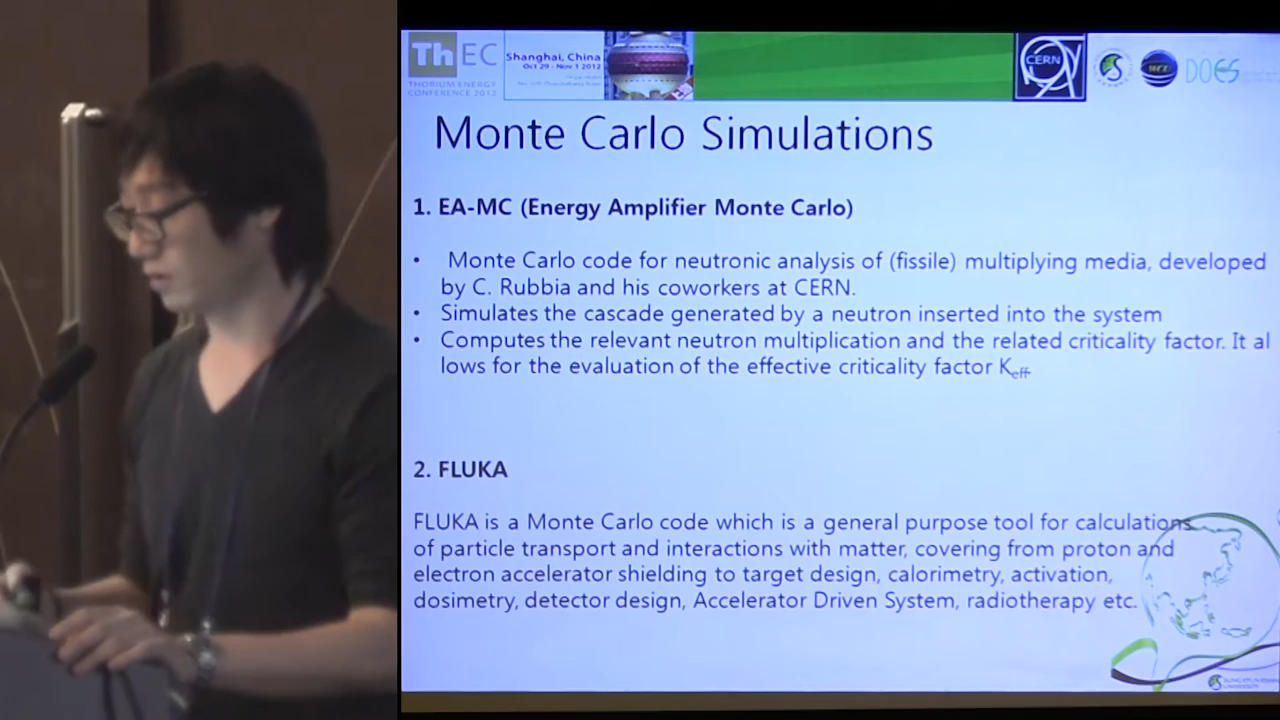 ThEC
THORIUM ENERGY
CONFERENCE 2012
Shanghai, China
Oct 29 - Nov 1 2012
CERN
DOES
Monte Carlo Simulations
1. EA-MC (Energy Amplifier Monte Carlo)
• Monte Carlo code for neutronic analysis of (fissile) multiplying media, developed
by C. Rubbia and his coworkers at CERN.
• Simulates the cascade generated by a neutron inserted into the system
• Computes the relevant neutron multiplication and the related criticality factor. It al
lows for the evaluation of the effective criticality factor Keff
2. FLUKA
FLUKA is a Monte Carlo code which is a general purpose tool for calculations
of particle transport and interactions with matter, covering from proton and
electron accelerator shielding to target design, calorimetry, activation,
dosimetry, detector design, Accelerator Driven System, radiotherapy etc.
UNIVERSITY